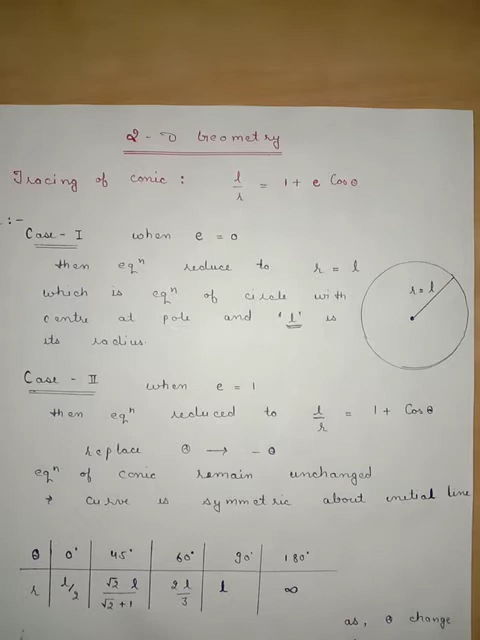 2-D Geometry
Tracing of conic : l/r = 1 + e Cosθ
:-
Case - I when e = 0
then eqⁿ reduce to r = l
which is eqⁿ of circle with
centre at pole and 'l' is
its radius.
r = l
Case - II when e = 1
then eqⁿ reduced to l/r = 1 + Cosθ
replace θ → - θ
eqⁿ of conic remain unchanged
→ curve is symmetric about initial line
θ | 0° | 45° | 60° | 90° | 180°
r | l/2 | √2 l/√2+1 | 2l/3 | l | ∞
as, θ change